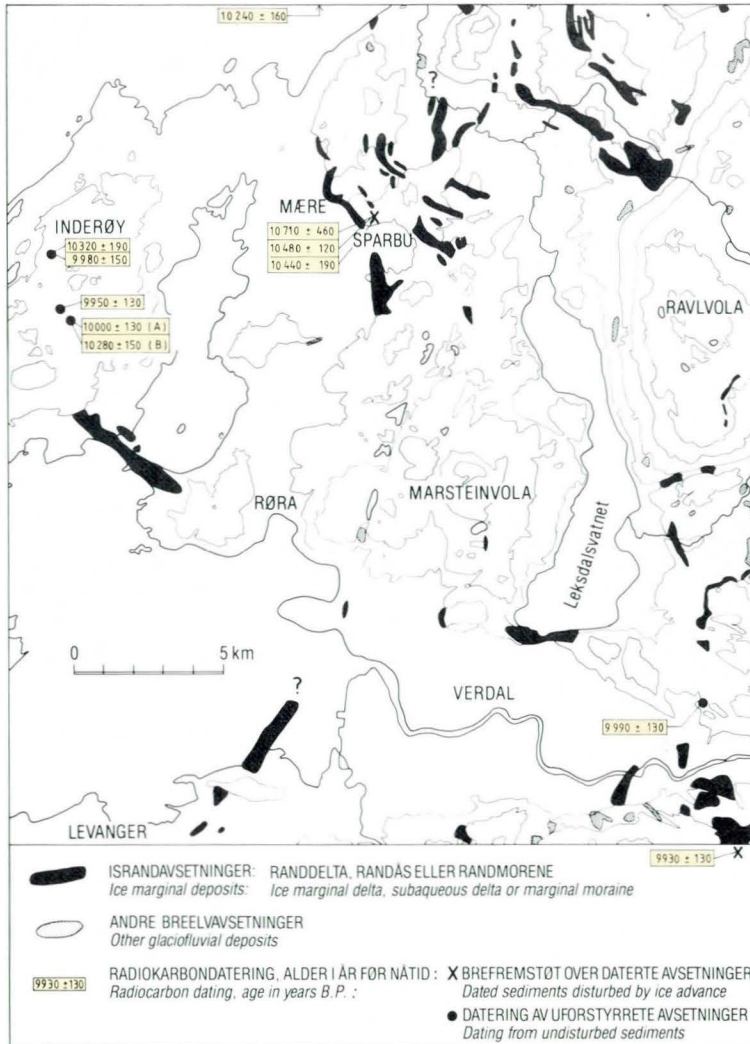 10 240 ± 160
?
MÆRE
INDERØY
10 320 ± 190
9 980 ± 150
10 710 ± 460
10 480 ± 120
10 440 ± 190
SPARBU
9950 ± 130
10 000 ± 130 (A)
10 280 ± 150 (B)
RAVLVOLA
RØRA
MARSTEINVOLA
Leksdalsvatnet
0 5 km
?
VERDAL
9 990 ± 130
LEVANGER
9930 ± 130
ISRANDAVSETNINGER: RANDDELTA, RANDÅS ELLER RANDMORENE
Ice marginal deposits: Ice marginal delta, subaqueous delta or marginal moraine
ANDRE BREELVAVSETNINGER
Other glaciofluvial deposits
9930 ± 130
RADIOKARBONDATERING, ALDER I ÅR FØR NÅTID :
Radiocarbon dating, age in years B.P. :
X BREFREMSTØT OVER DATERTE AVSETNINGER
Dated sediments disturbed by ice advance
DATERING AV UFORSTYRRETE AVSETNINGER
Dating from undisturbed sediments